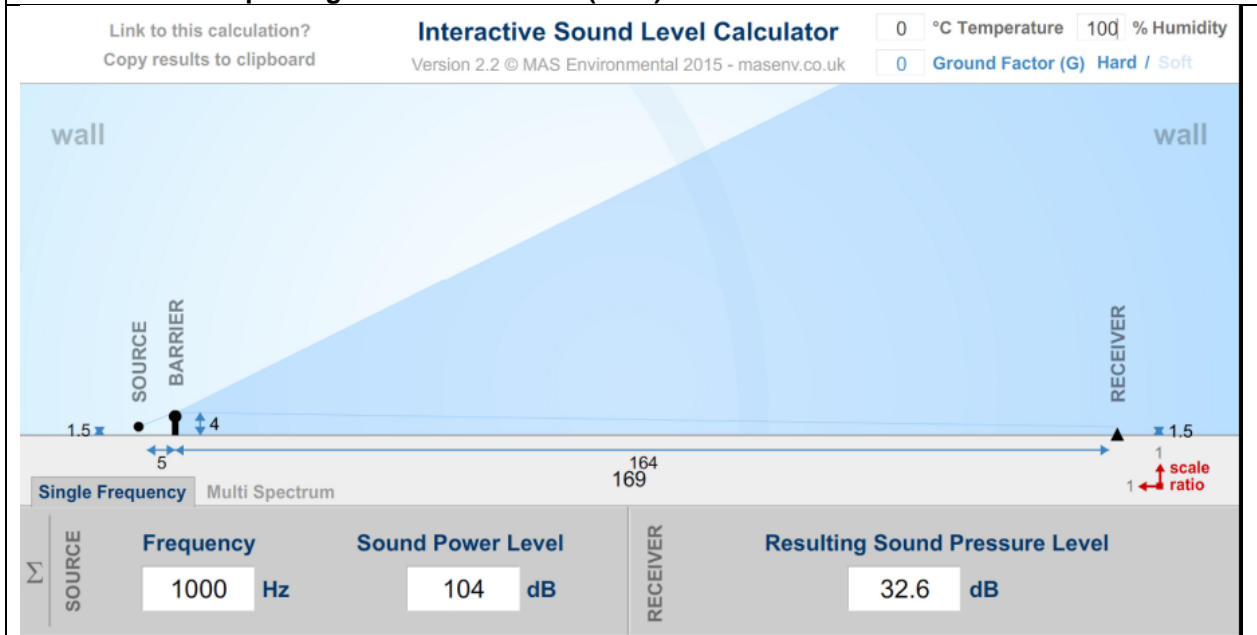 Link to this calculation?
Copy results to clipboard
Interactive Sound Level Calculator
Version 2.2 © MAS Environmental 2015 - masenv.co.uk
0 °C Temperature 100 % Humidity
0 Ground Factor (G) Hard / Soft
wall
wall
SOURCE
BARRIER
RECEIVER
1.5
4
1.5
5
164
169
1
1
scale
ratio
Single Frequency
Multi Spectrum
Σ
SOURCE
Frequency
1000 Hz
Sound Power Level
104 dB
RECEIVER
Resulting Sound Pressure Level
32.6 dB